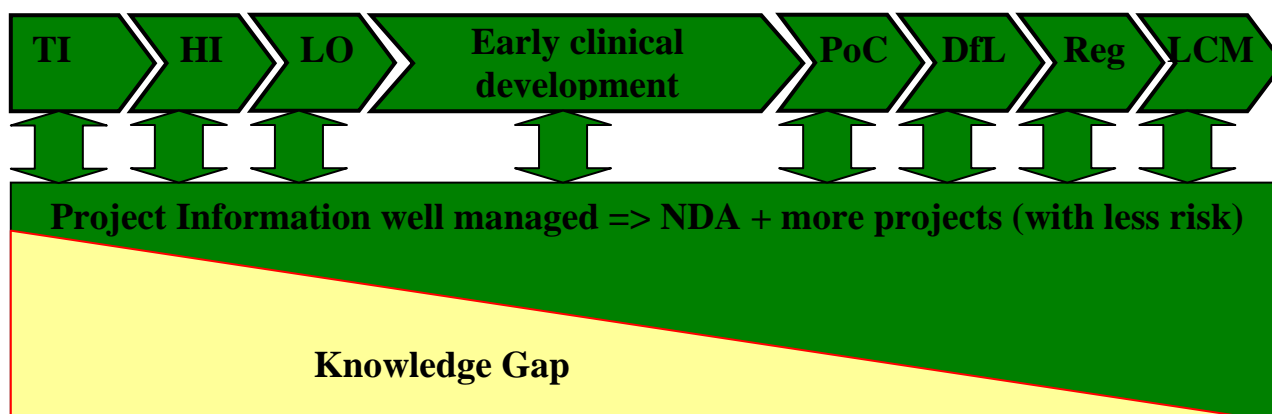 TI
HI
LO
Early clinical
development
PoC
DfL
Reg
LCM
Project Information well managed => NDA + more projects (with less risk)
Knowledge Gap